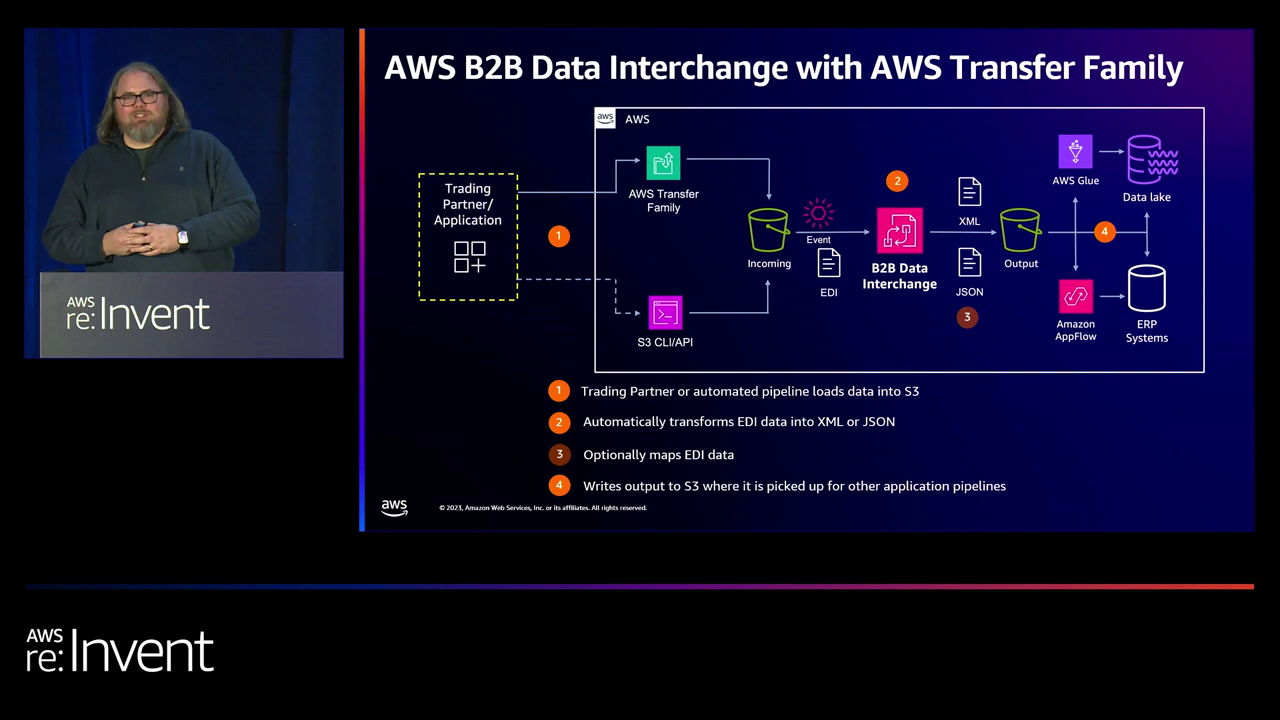 AWS
re:Invent
AWS B2B Data Interchange with AWS Transfer Family
aws
AWS
Trading
Partner/
Application
1
AWS Transfer
Family
S3 CLI/API
Incoming
Event
EDI
2
B2B Data
Interchange
XML
JSON
3
Output
4
AWS Glue
Data lake
Amazon
AppFlow
ERP
Systems
1 Trading Partner or automated pipeline loads data into S3
2 Automatically transforms EDI data into XML or JSON
3 Optionally maps EDI data
4 Writes output to S3 where it is picked up for other application pipelines
aws
© 2023, Amazon Web Services, Inc. or its affiliates. All rights reserved.
AWS
re:Invent